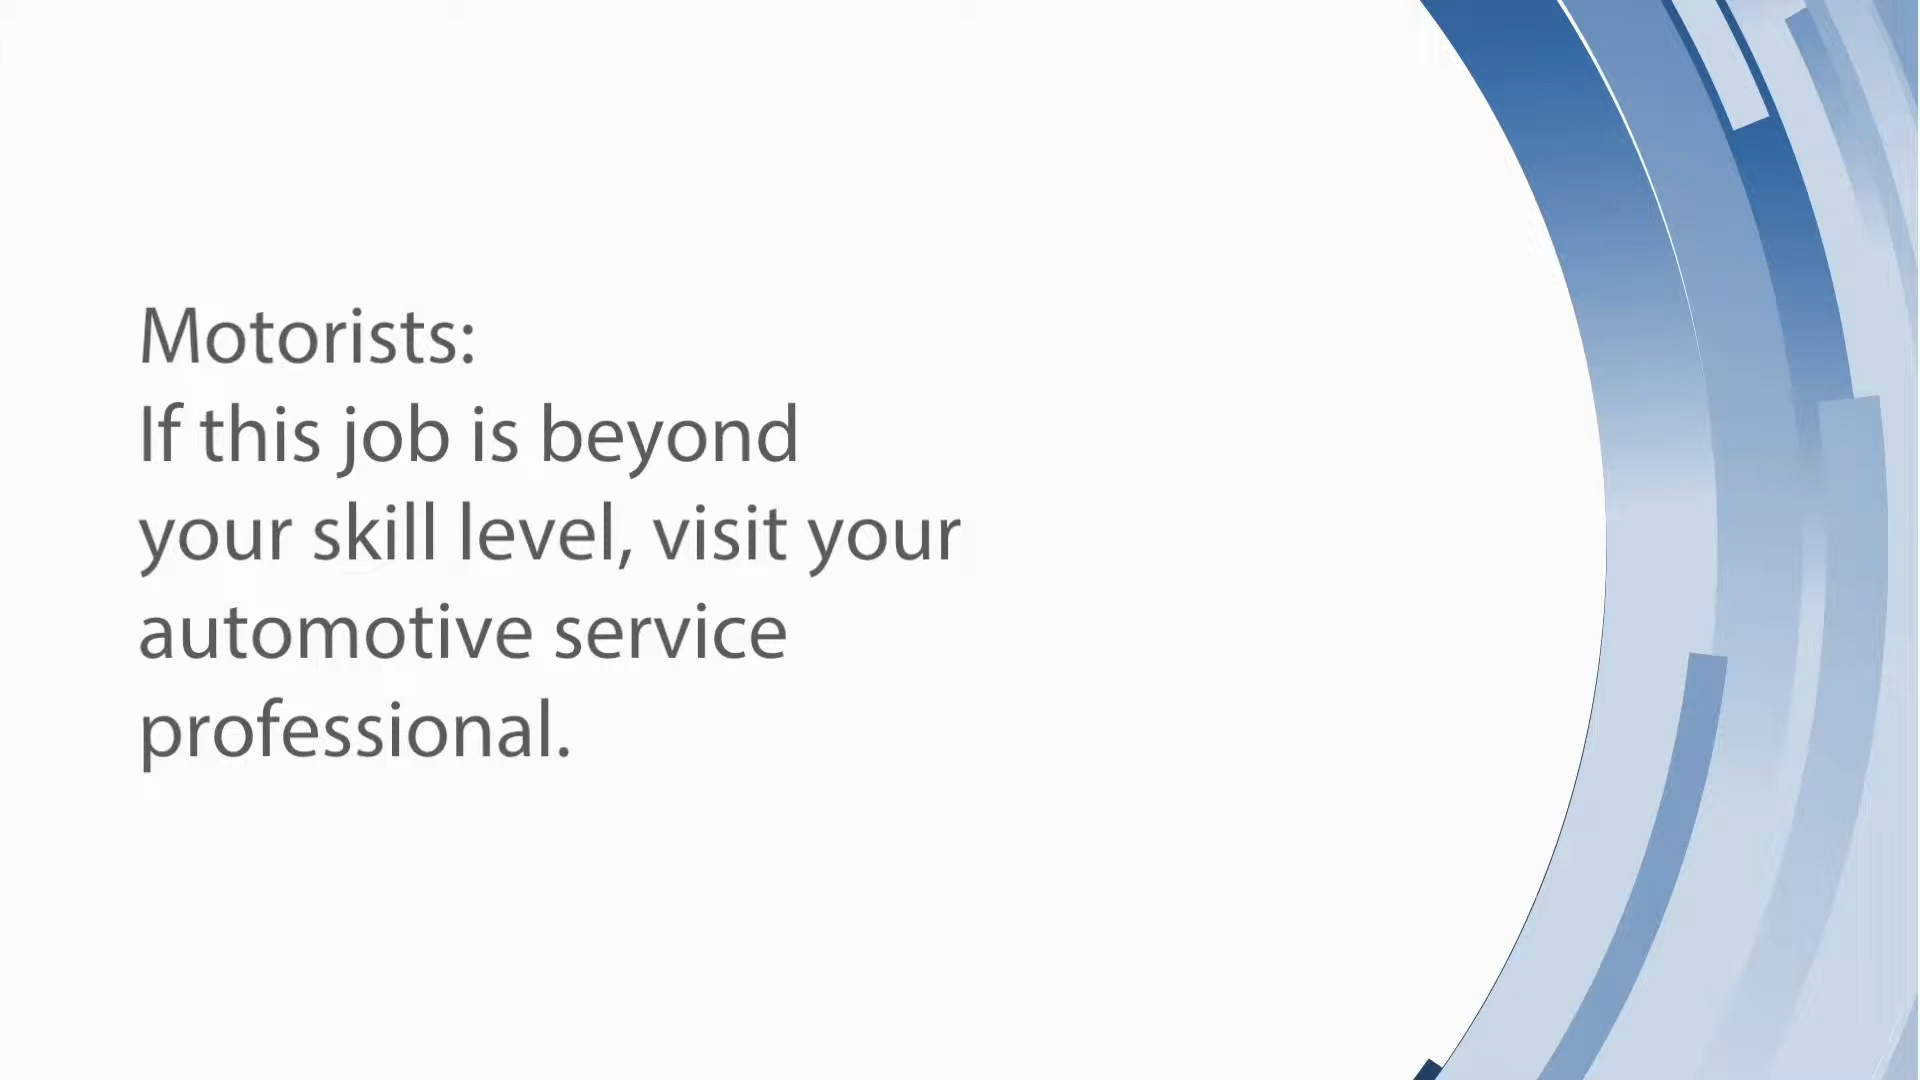 Motorists:
If this job is beyond
your skill level, visit your
automotive service
professional.